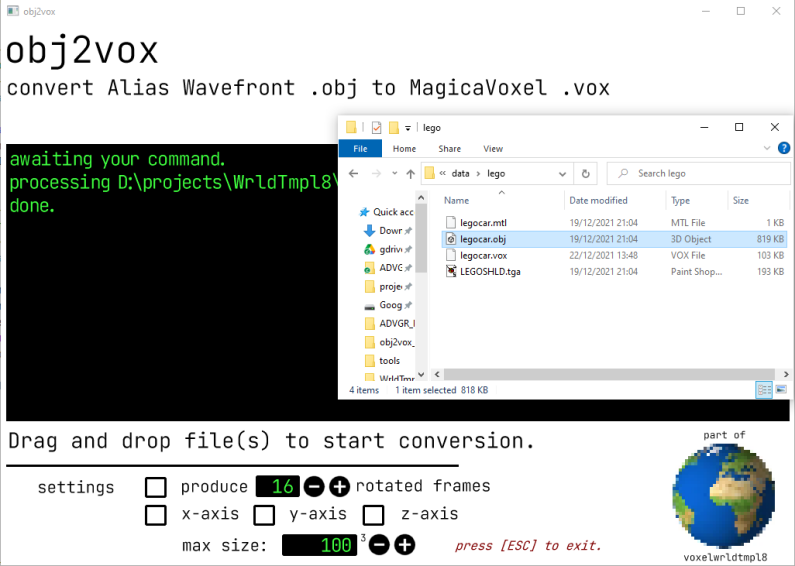 obj2vox
obj2vox
convert Alias Wavefront .obj to MagicaVoxel .vox
awaiting your command.
processing D:\projects\WrldTmpl8\
done.
lego
File Home Share View
« data › lego
Search lego
Name Date modified Type Size
legocar.mtl 19/12/2021 21:04 MTL File 1 KB
legocar.obj 19/12/2021 21:04 3D Object 819 KB
legocar.vox 22/12/2021 13:48 VOX File 103 KB
LEGOSHLD.tga 19/12/2021 21:04 Paint Shop... 193 KB
Quick acc
Down
gdrive
ADVG
proje
Goog
ADVGR_
obj2vox_
tools
WrldTm
4 items 1 item selected 818 KB
Drag and drop file(s) to start conversion.
settings produce 16 rotated frames
x-axis y-axis z-axis
max size: 100 3
press [ESC] to exit.
part of
voxelwrldtmpl8